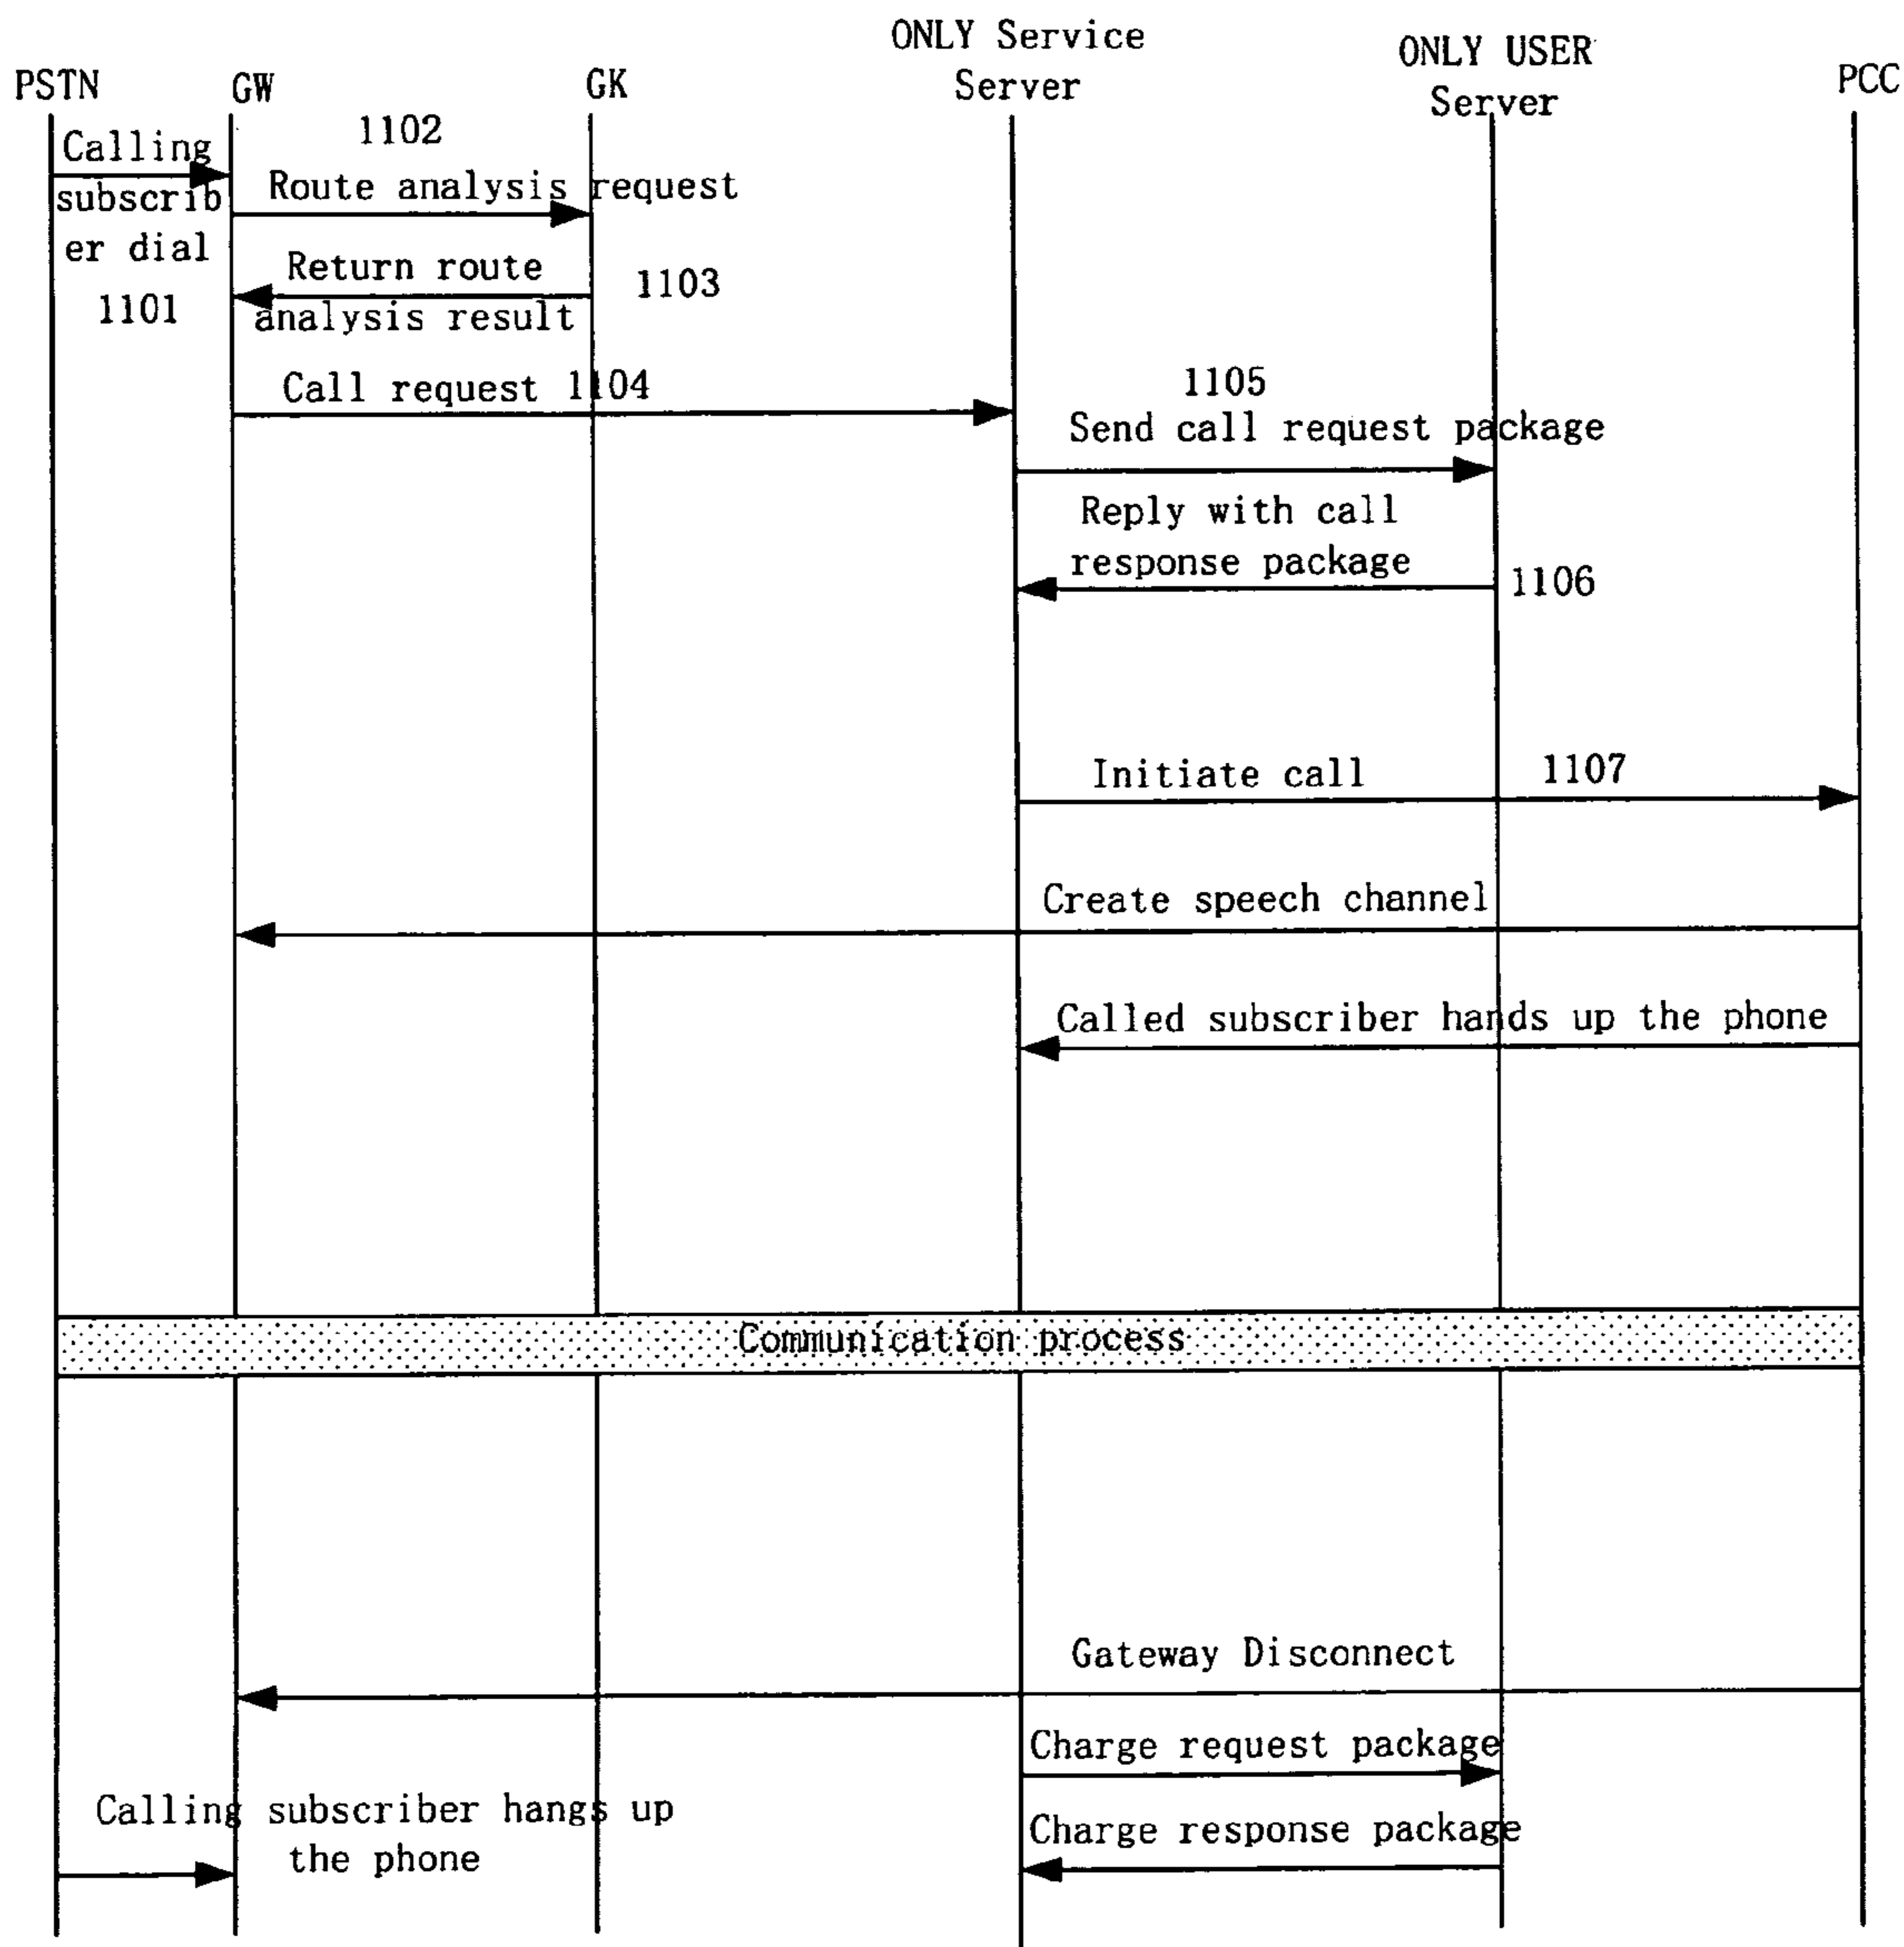 ONLY Service
Server
ONLY USER
Server
PSTN
GW
GK
PCC
Calling
subscrib
er dial
1101
1102
Route analysis request
Return route
analysis result
1103
Call request 1104
1105
Send call request package
Reply with call
response package
1106
Initiate call
1107
Create speech channel
Called subscriber hands up the phone
Communication process
Gateway Disconnect
Charge request package
Calling subscriber hangs up
the phone
Charge response package